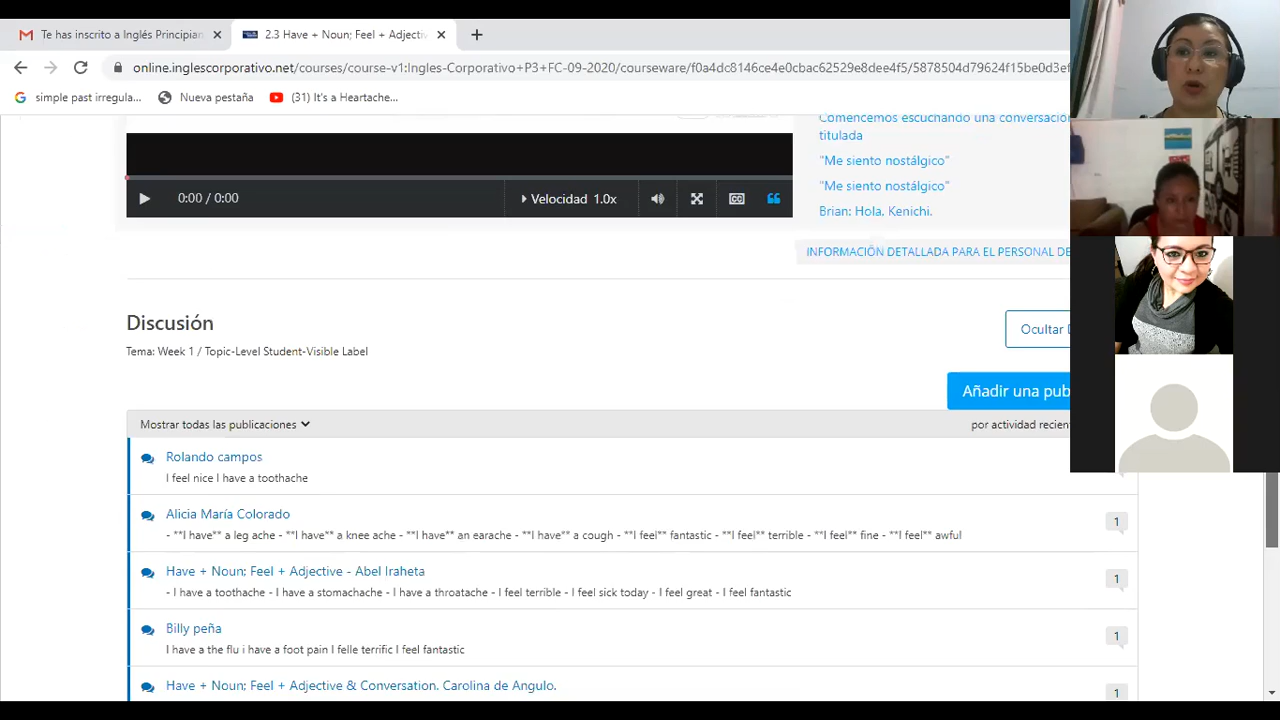 Te has inscrito a Inglés Principian
2.3 Have + Noun; Feel + Adjectiv
online.inglescorporativo.net/courses/course-v1:Ingles-Corporativo+P3+FC-09-2020/courseware/f0a4dc8146ce4e0cbac62529e8dee4f5/5878504d79624f15be0d3ef
simple past irregula...
Nueva pestaña
(31) It's a Heartache...
Comencemos escuchando una conversació
titulada
"Me siento nostálgico"
"Me siento nostálgico"
Brian: Hola, Kenichi.
0:00 / 0:00
Velocidad 1.0x
INFORMACIÓN DETALLADA PARA EL PERSONAL DE
Discusión
Ocultar
Tema: Week 1 / Topic-Level Student-Visible Label
Añadir una pub
Mostrar todas las publicaciones
por actividad recien
Rolando campos
I feel nice I have a toothache
Alicia María Colorado
- **I have** a leg ache - **I have** a knee ache - **I have** an earache - **I have** a cough - **I feel** fantastic - **I feel** terrible - **I feel** fine - **I feel** awful
1
Have + Noun; Feel + Adjective - Abel Iraheta
- I have a toothache - I have a stomachache - I have a throatache - I feel terrible - I feel sick today - I feel great - I feel fantastic
1
Billy peña
I have a the flu i have a foot pain I felle terrific I feel fantastic
1
Have + Noun; Feel + Adjective & Conversation. Carolina de Angulo.
1